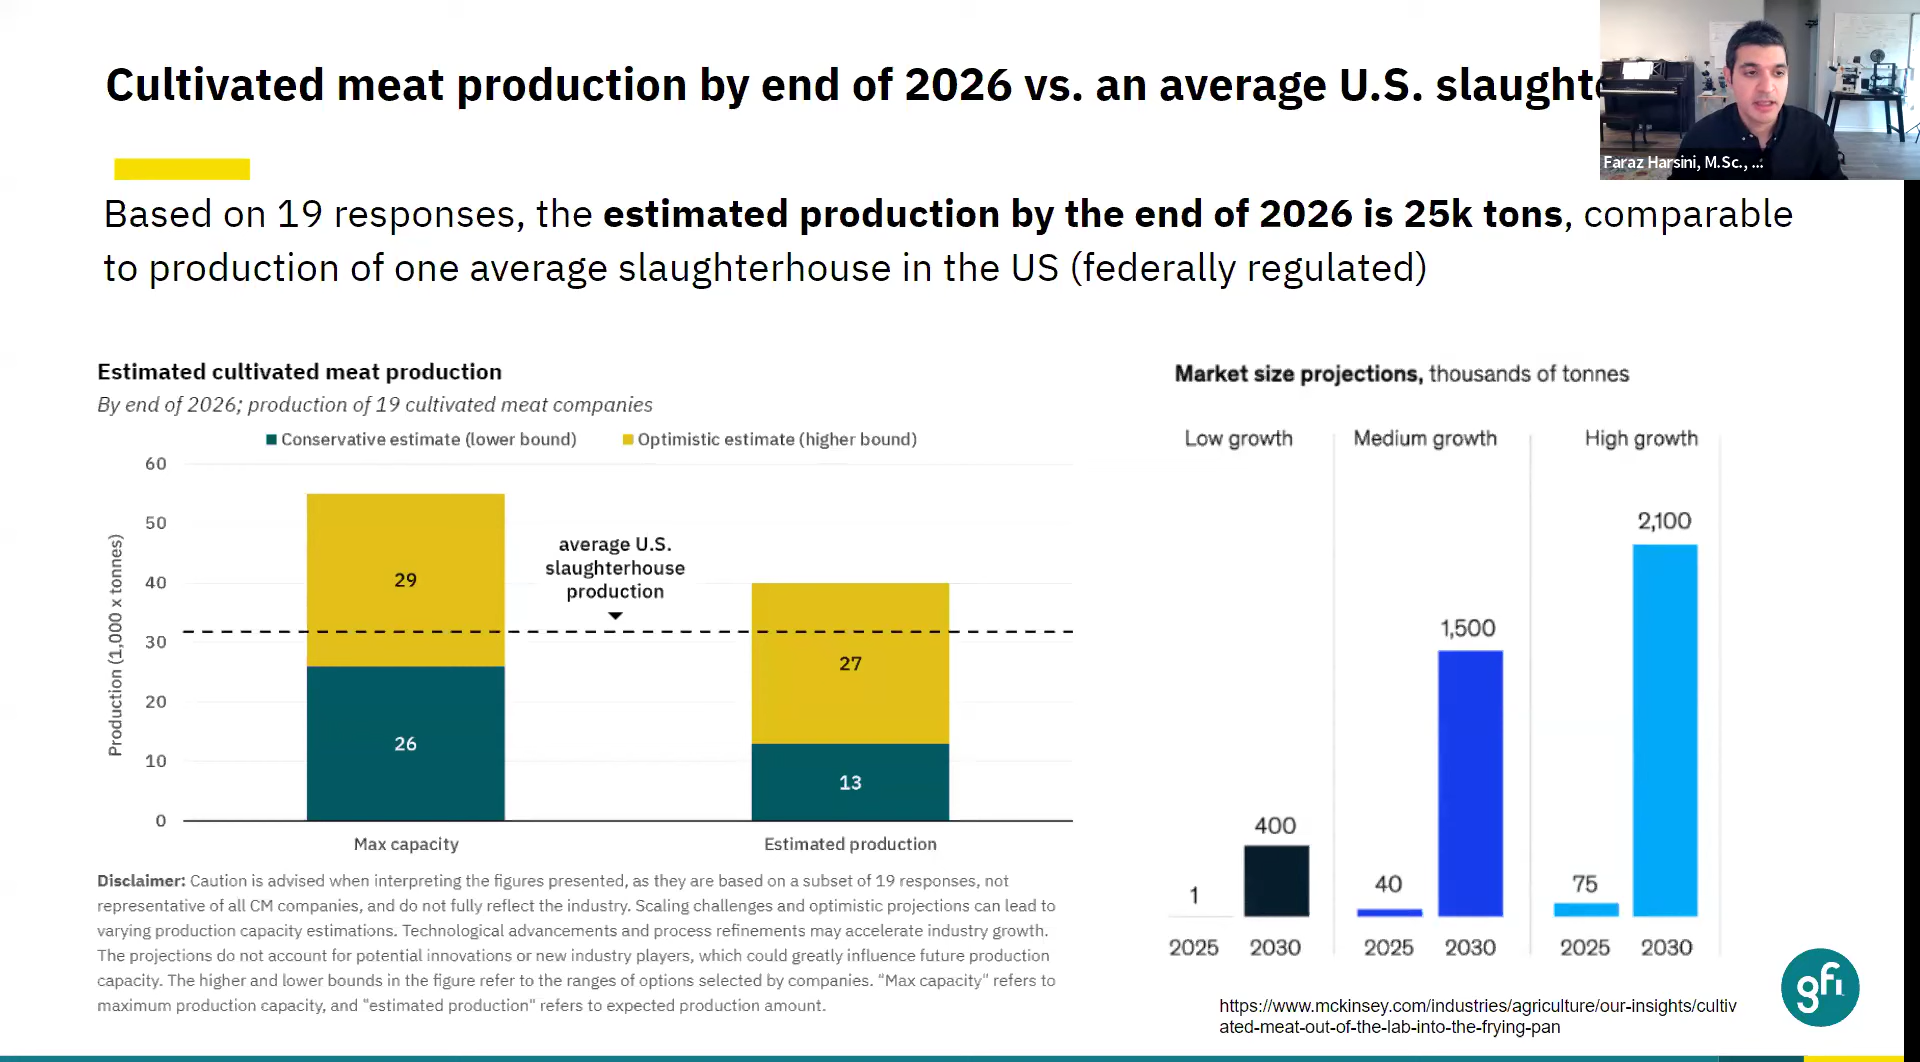 Cultivated meat production by end of 2026 vs. an average U.S.
Faraz Harsini, M.Sc., ...
Based on 19 responses, the estimated production by the end of 2026 is 25k tons, comparable
to production of one average slaughterhouse in the US (federally regulated)
Estimated cultivated meat production
By end of 2026; production of 19 cultivated meat companies
Conservative estimate (lower bound) Optimistic estimate (higher bound)
Production (1,000 x tonnes)
60
50
40
30
20
10
0
average U.S.
slaughterhouse
production
29
26
27
13
Max capacity Estimated production
Disclaimer: Caution is advised when interpreting the figures presented, as they are based on a subset of 19 responses, not
representative of all CM companies, and do not fully reflect the industry. Scaling challenges and optimistic projections can lead to
varying production capacity estimations. Technological advancements and process refinements may accelerate industry growth.
The projections do not account for potential innovations or new industry players, which could greatly influence future production
capacity. The higher and lower bounds in the figure refer to the ranges of options selected by companies. "Max capacity" refers to
maximum production capacity, and "estimated production" refers to expected production amount.
Market size projections, thousands of tonnes
Low growth Medium growth High growth
1 400 40 1,500 75 2,100
2025 2030 2025 2030 2025 2030
https://www.mckinsey.com/industries/agriculture/our-insights/cultiv
ated-meat-out-of-the-lab-into-the-frying-pan
gfi